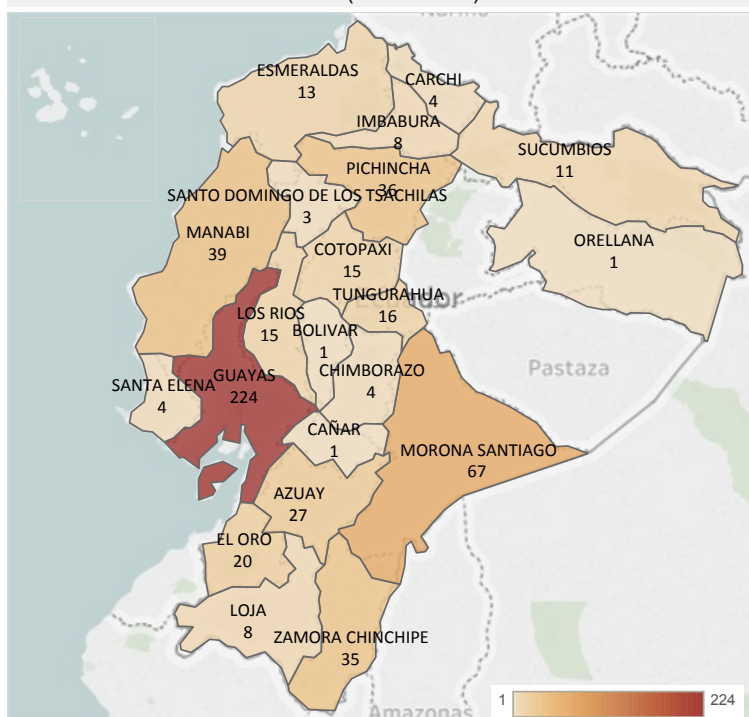 ESMERALDAS
13
CARCHI
4
IMBABURA
8
SUCUMBIOS
11
PICHINCHA
36
SANTO DOMINGO DE LOS TSACHILAS
3
MANABI
39
ORELLANA
1
COTOPAXI
15
TUNGURAHUA
16
LOS RIOS
15
BOLIVAR
1
Pastaza
GUAYAS
224
CHIMBORAZO
4
SANTA ELENA
4
CAÑAR
1
MORONA SANTIAGO
67
AZUAY
27
EL ORO
20
LOJA
8
ZAMORA CHINCHIPE
35
1
224
Amazonas